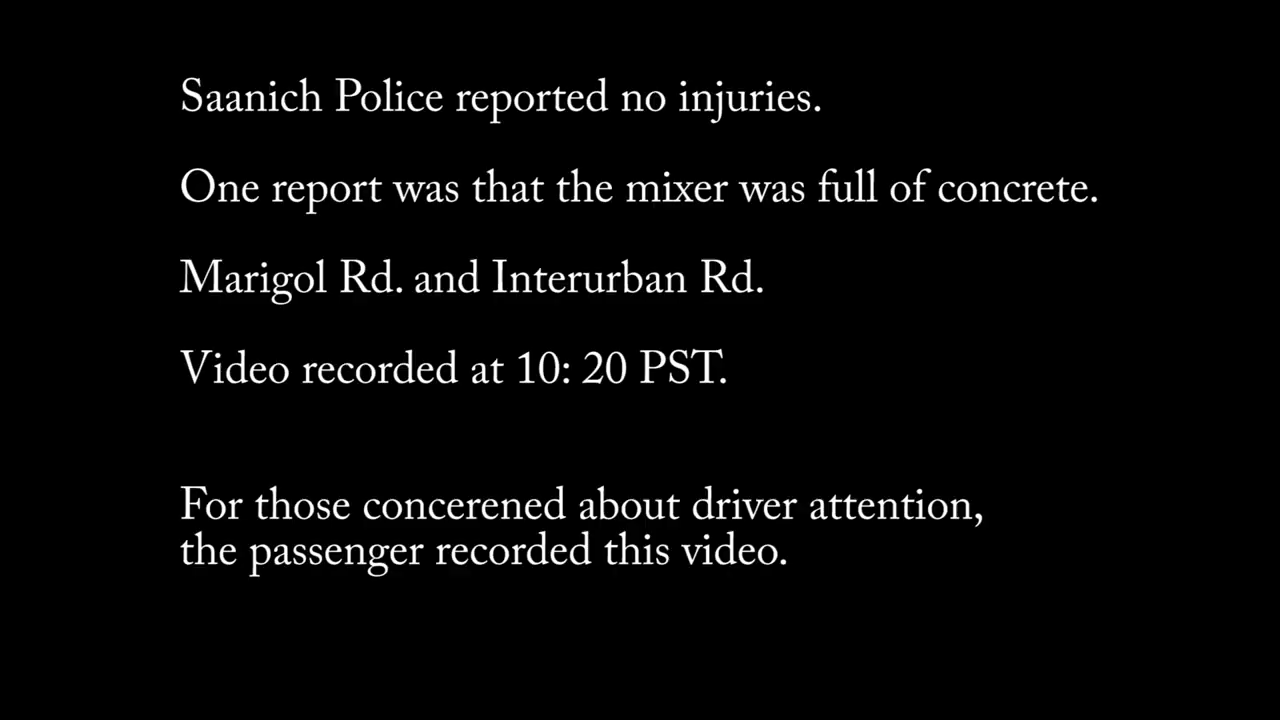 Saanich Police reported no injuries.
One report was that the mixer was full of concrete.
Marigol Rd. and Interurban Rd.
Video recorded at 10: 20 PST.
For those concerened about driver attention,
the passenger recorded this video.